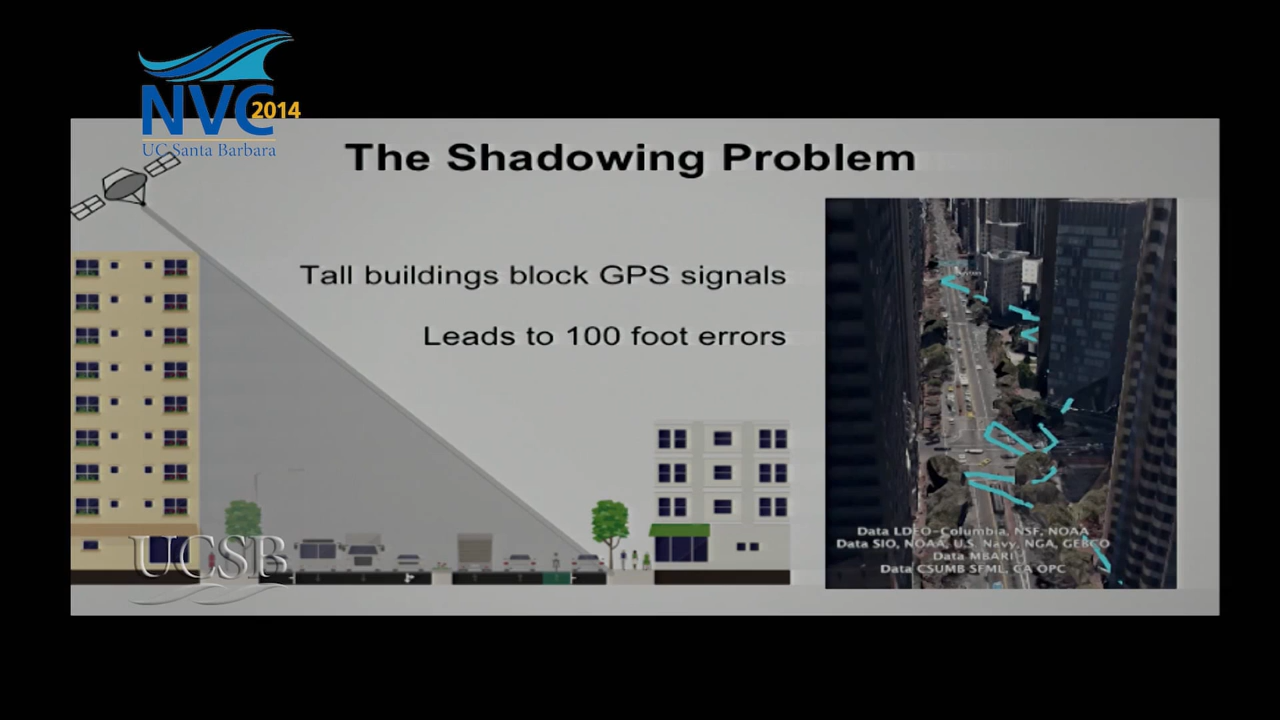 NVC 2014
UC Santa Barbara
The Shadowing Problem
Tall buildings block GPS signals
Leads to 100 foot errors
Data LDEO-Columbia, NSF, NOAA
Data SIO, NOAA, U.S. Navy, NGA, GEBCO
Data MBARI
Data CSUMB SFML, CA OPC
UCSB